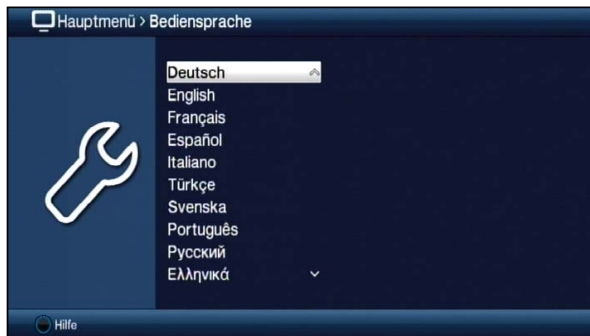 Hauptmenü > Bediensprache
Deutsch
English
Français
Español
Italiano
Türkçe
Svenska
Português
Русский
Ελληνικά
Hilfe